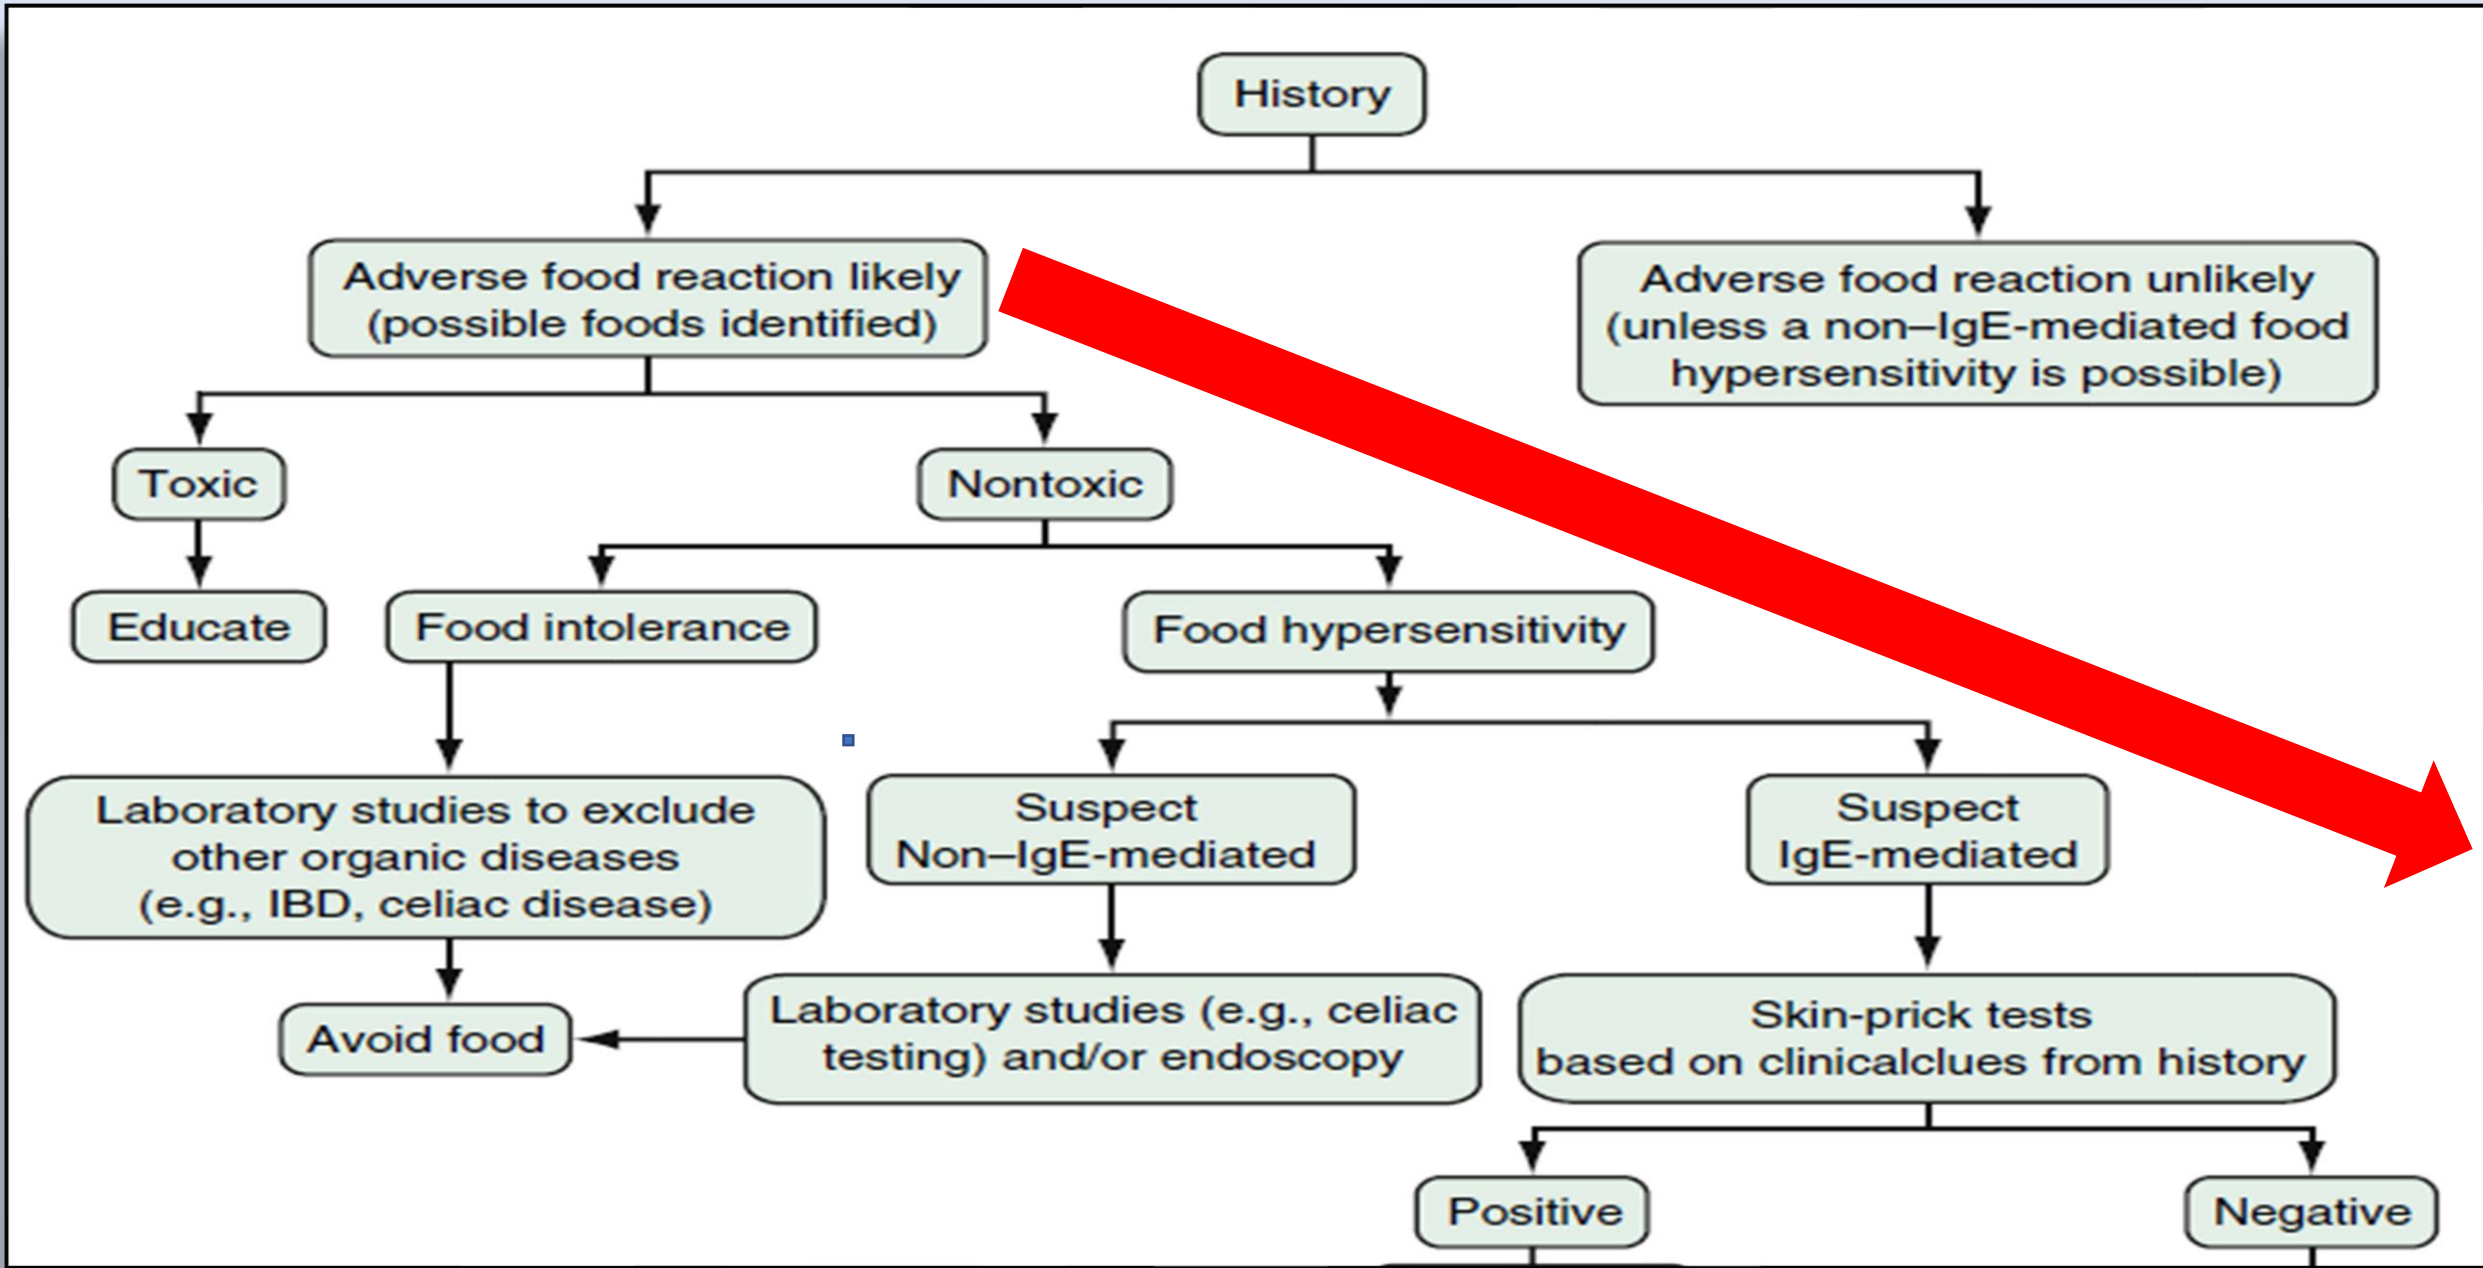 History
Adverse food reaction likely
(possible foods identified)
Adverse food reaction unlikely
(unless a non–IgE-mediated food
hypersensitivity is possible)
Toxic
Nontoxic
Educate
Food intolerance
Food hypersensitivity
Laboratory studies to exclude
other organic diseases
(e.g., IBD, celiac disease)
Suspect
Non–IgE-mediated
Suspect
IgE-mediated
Avoid food
Laboratory studies (e.g., celiac
testing) and/or endoscopy
Skin-prick tests
based on clinicalclues from history
Positive
Negative